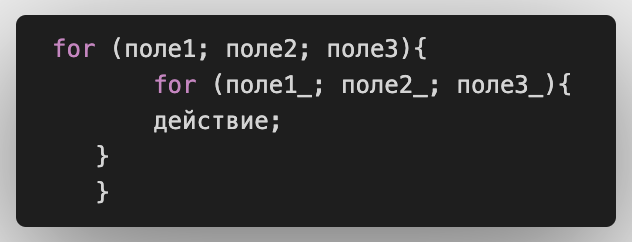 for (поле1; поле2; поле3){
for (поле1_; поле2_; поле3_){
действие;
}
}